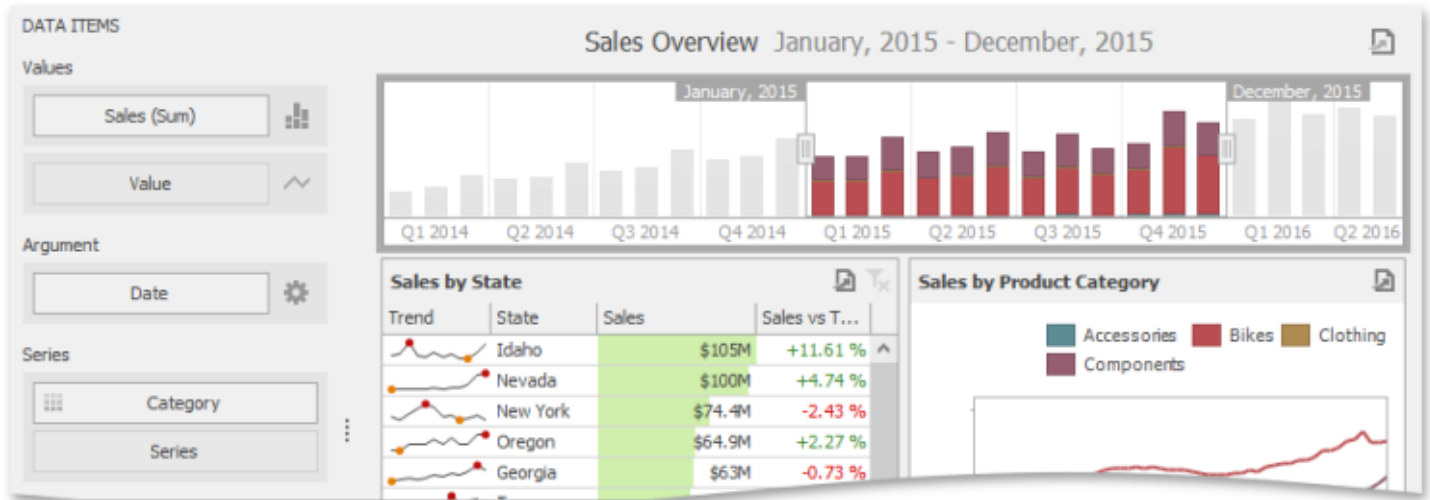 DATA ITEMS
Values
Sales (Sum)
Value
Argument
Date
Series
Category
Series
Sales Overview January, 2015 - December, 2015
January, 2015 December, 2015
Q1 2014 Q2 2014 Q3 2014 Q4 2014 Q1 2015 Q2 2015 Q3 2015 Q4 2015 Q1 2016 Q2 2016
Sales by State
Trend State Sales Sales vs T...
Idaho $105M +11.61 %
Nevada $100M +4.74 %
New York $74.4M -2.43 %
Oregon $64.9M +2.27 %
Georgia $63M -0.73 %
Sales by Product Category
Accessories Bikes Clothing
Components